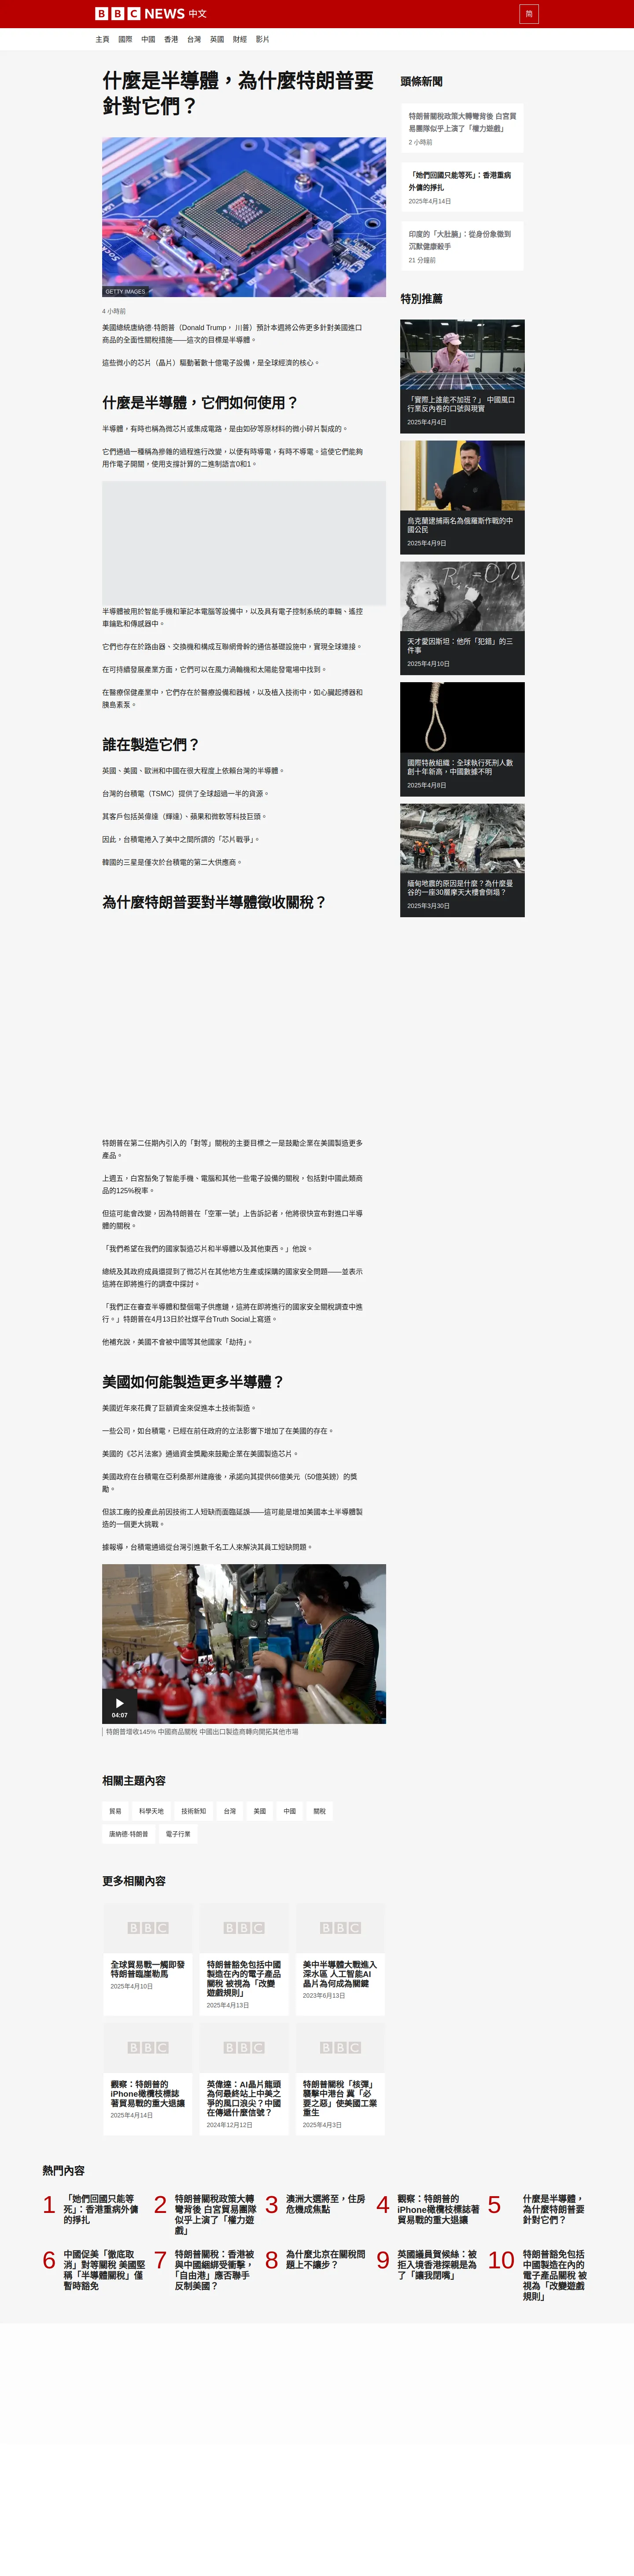 BBC NEWS 中文
简
主頁 國際 中國 香港 台灣 英國 財經 影片
什麼是半導體，為什麼特朗普要
針對它們？
GETTY IMAGES
4 小時前
美國總統唐納德·特朗普（Donald Trump， 川普）預計本週將公佈更多針對美國進口
商品的全面性關稅措施——這次的目標是半導體。
這些微小的芯片（晶片）驅動著數十億電子設備，是全球經濟的核心。
什麼是半導體，它們如何使用？
半導體，有時也稱為微芯片或集成電路，是由如矽等原材料的微小碎片製成的。
它們通過一種稱為摻雜的過程進行改變，以便有時導電，有時不導電。這使它們能夠
用作電子開關，使用支撐計算的二進制語言0和1。
半導體被用於智能手機和筆記本電腦等設備中，以及具有電子控制系統的車輛、遙控
車鑰匙和傳感器中。
它們也存在於路由器、交換機和構成互聯網骨幹的通信基礎設施中，實現全球連接。
在可持續發展產業方面，它們可以在風力渦輪機和太陽能發電場中找到。
在醫療保健產業中，它們存在於醫療設備和器械，以及植入技術中，如心臟起搏器和
胰島素泵。
誰在製造它們？
英國、美國、歐洲和中國在很大程度上依賴台灣的半導體。
台灣的台積電（TSMC）提供了全球超過一半的貨源。
其客戶包括英偉達（輝達）、蘋果和微軟等科技巨頭。
因此，台積電捲入了美中之間所謂的「芯片戰爭」。
韓國的三星是僅次於台積電的第二大供應商。
為什麼特朗普要對半導體徵收關稅？
特朗普在第二任期內引入的「對等」關稅的主要目標之一是鼓勵企業在美國製造更多
產品。
上週五，白宮豁免了智能手機、電腦和其他一些電子設備的關稅，包括對中國此類商
品的125%稅率。
但這可能會改變，因為特朗普在「空軍一號」上告訴記者，他將很快宣布對進口半導
體的關稅。
「我們希望在我們的國家製造芯片和半導體以及其他東西。」他說。
總統及其政府成員還提到了微芯片在其他地方生產或採購的國家安全問題——並表示
這將在即將進行的調查中探討。
「我們正在審查半導體和整個電子供應鏈，這將在即將進行的國家安全關稅調查中進
行。」特朗普在4月13日於社媒平台Truth Social上寫道。
他補充說，美國不會被中國等其他國家「劫持」。
美國如何能製造更多半導體？
美國近年來花費了巨額資金來促進本土技術製造。
一些公司，如台積電，已經在前任政府的立法影響下增加了在美國的存在。
美國的《芯片法案》通過資金獎勵來鼓勵企業在美國製造芯片。
美國政府在台積電在亞利桑那州建廠後，承諾向其提供66億美元（50億英鎊）的獎
勵。
但該工廠的投產此前因技術工人短缺而面臨延誤——這可能是增加美國本土半導體製
造的一個更大挑戰。
據報導，台積電通過從台灣引進數千名工人來解決其員工短缺問題。
04:07
特朗普增收145% 中國商品關稅 中國出口製造商轉向開拓其他市場
相關主題內容
貿易 科學天地 技術新知 台灣 美國 中國 關稅
唐納德·特朗普 電子行業
更多相關內容
BBC BBC BBC
全球貿易戰一觸即發
特朗普臨崖勒馬
2025年4月10日
特朗普豁免包括中國
製造在內的電子產品
關稅 被視為「改變
遊戲規則」
2025年4月13日
美中半導體大戰進入
深水區 人工智能AI
晶片為何成為關鍵
2023年6月13日
BBC BBC BBC
觀察：特朗普的
iPhone橄欖枝標誌
著貿易戰的重大退讓
2025年4月14日
英偉達：AI晶片龍頭
為何最終站上中美之
爭的風口浪尖？中國
在傳遞什麼信號？
2024年12月12日
特朗普關稅「核彈」
襲擊中港台 冀「必
要之惡」使美國工業
重生
2025年4月3日
頭條新聞
特朗普關稅政策大轉彎背後 白宮貿
易團隊似乎上演了「權力遊戲」
2 小時前
「她們回國只能等死」：香港重病
外傭的掙扎
2025年4月14日
印度的「大肚腩」：從身份象徵到
沉默健康殺手
21 分鐘前
特別推薦
「實際上誰能不加班？」 中國風口
行業反內卷的口號與現實
2025年4月4日
烏克蘭逮捕兩名為俄羅斯作戰的中
國公民
2025年4月9日
天才愛因斯坦：他所「犯錯」的三
件事
2025年4月10日
國際特赦組織：全球執行死刑人數
創十年新高，中國數據不明
2025年4月8日
緬甸地震的原因是什麼？為什麼曼
谷的一座30層摩天大樓會倒塌？
2025年3月30日
熱門內容
1
「她們回國只能等
死」：香港重病外傭
的掙扎
2
特朗普關稅政策大轉
彎背後 白宮貿易團隊
似乎上演了「權力遊
戲」
3
澳洲大選將至，住房
危機成焦點
4
觀察：特朗普的
iPhone橄欖枝標誌著
貿易戰的重大退讓
5
什麼是半導體，
為什麼特朗普要
針對它們？
6
中國促美「徹底取
消」對等關稅 美國堅
稱「半導體關稅」僅
暫時豁免
7
特朗普關稅：香港被
與中國綑綁受衝擊，
「自由港」應否聯手
反制美國？
8
為什麼北京在關稅問
題上不讓步？
9
英國議員賀候絲：被
拒入境香港探親是為
了「讓我閉嘴」
10
特朗普豁免包括
中國製造在內的
電子產品關稅 被
視為「改變遊戲
規則」